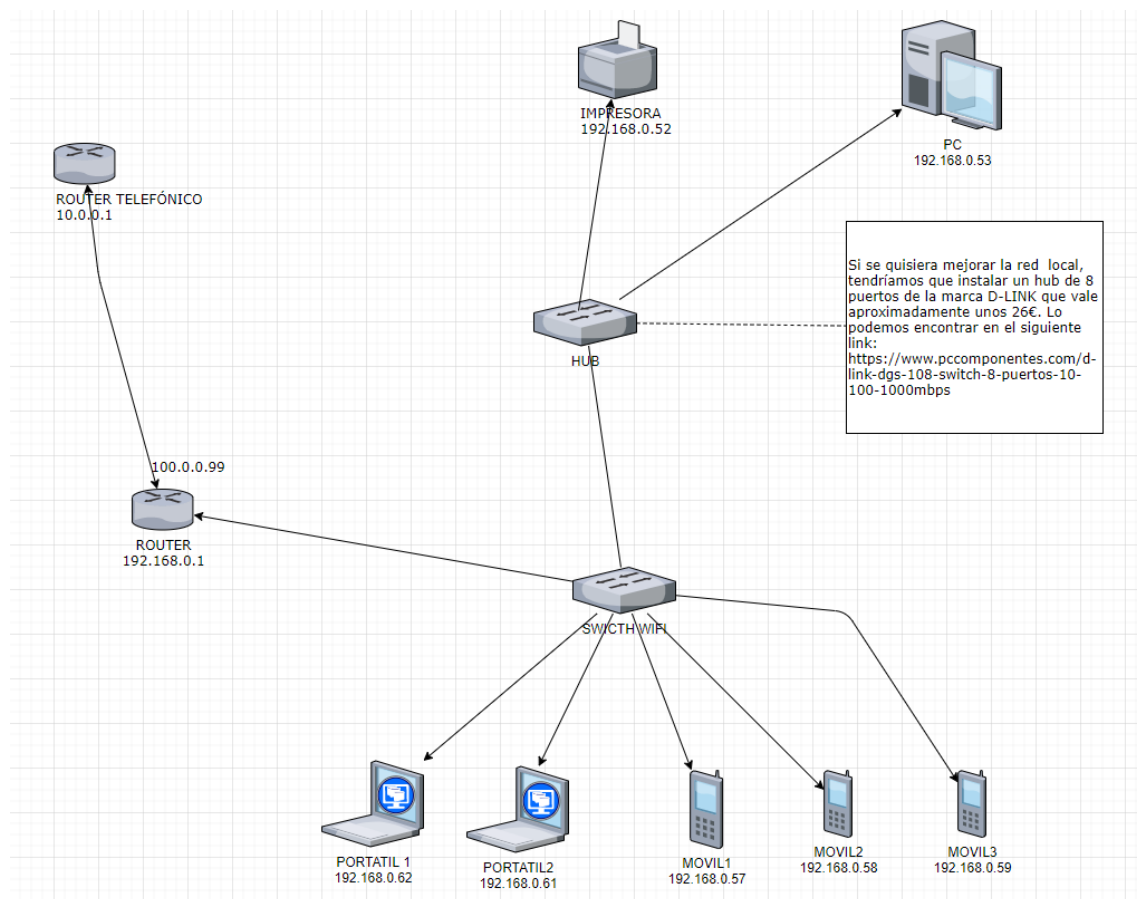 IMPRESORA
192.168.0.52
PC
192.168.0.53
ROUTER TELEFÓNICO
10.0.0.1
Si se quisiera mejorar la red local,
tendríamos que instalar un hub de 8
puertos de la marca D-LINK que vale
aproximadamente unos 26€. Lo
podemos encontrar en el siguiente
link:
https://www.pccomponentes.com/d-
link-dgs-108-switch-8-puertos-10-
100-1000mbps
HUB
100.0.0.99
ROUTER
192.168.0.1
SWICTH WIFI
PORTATIL 1
192.168.0.62
PORTATIL2
192.168.0.61
MOVIL1
192.168.0.57
MOVIL2
192.168.0.58
MOVIL3
192.168.0.59